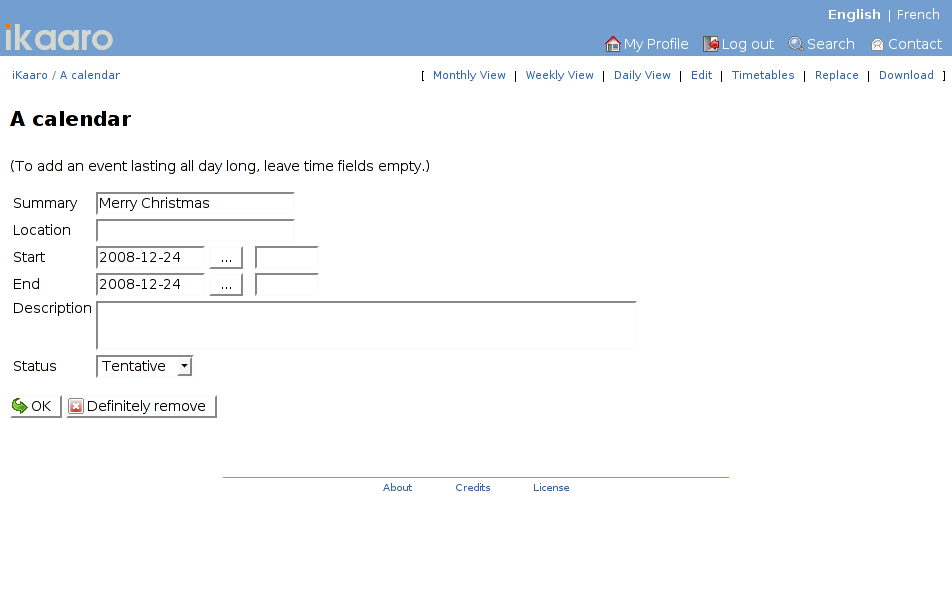 English | French
ikaaro
My Profile Log out Search Contact
iKaaro / A calendar [ Monthly View | Weekly View | Daily View | Edit | Timetables | Replace | Download ]
A calendar
(To add an event lasting all day long, leave time fields empty.)
Summary Merry Christmas
Location
Start 2008-12-24 ...
End 2008-12-24 ...
Description
Status Tentative
OK Definitely remove
About Credits License